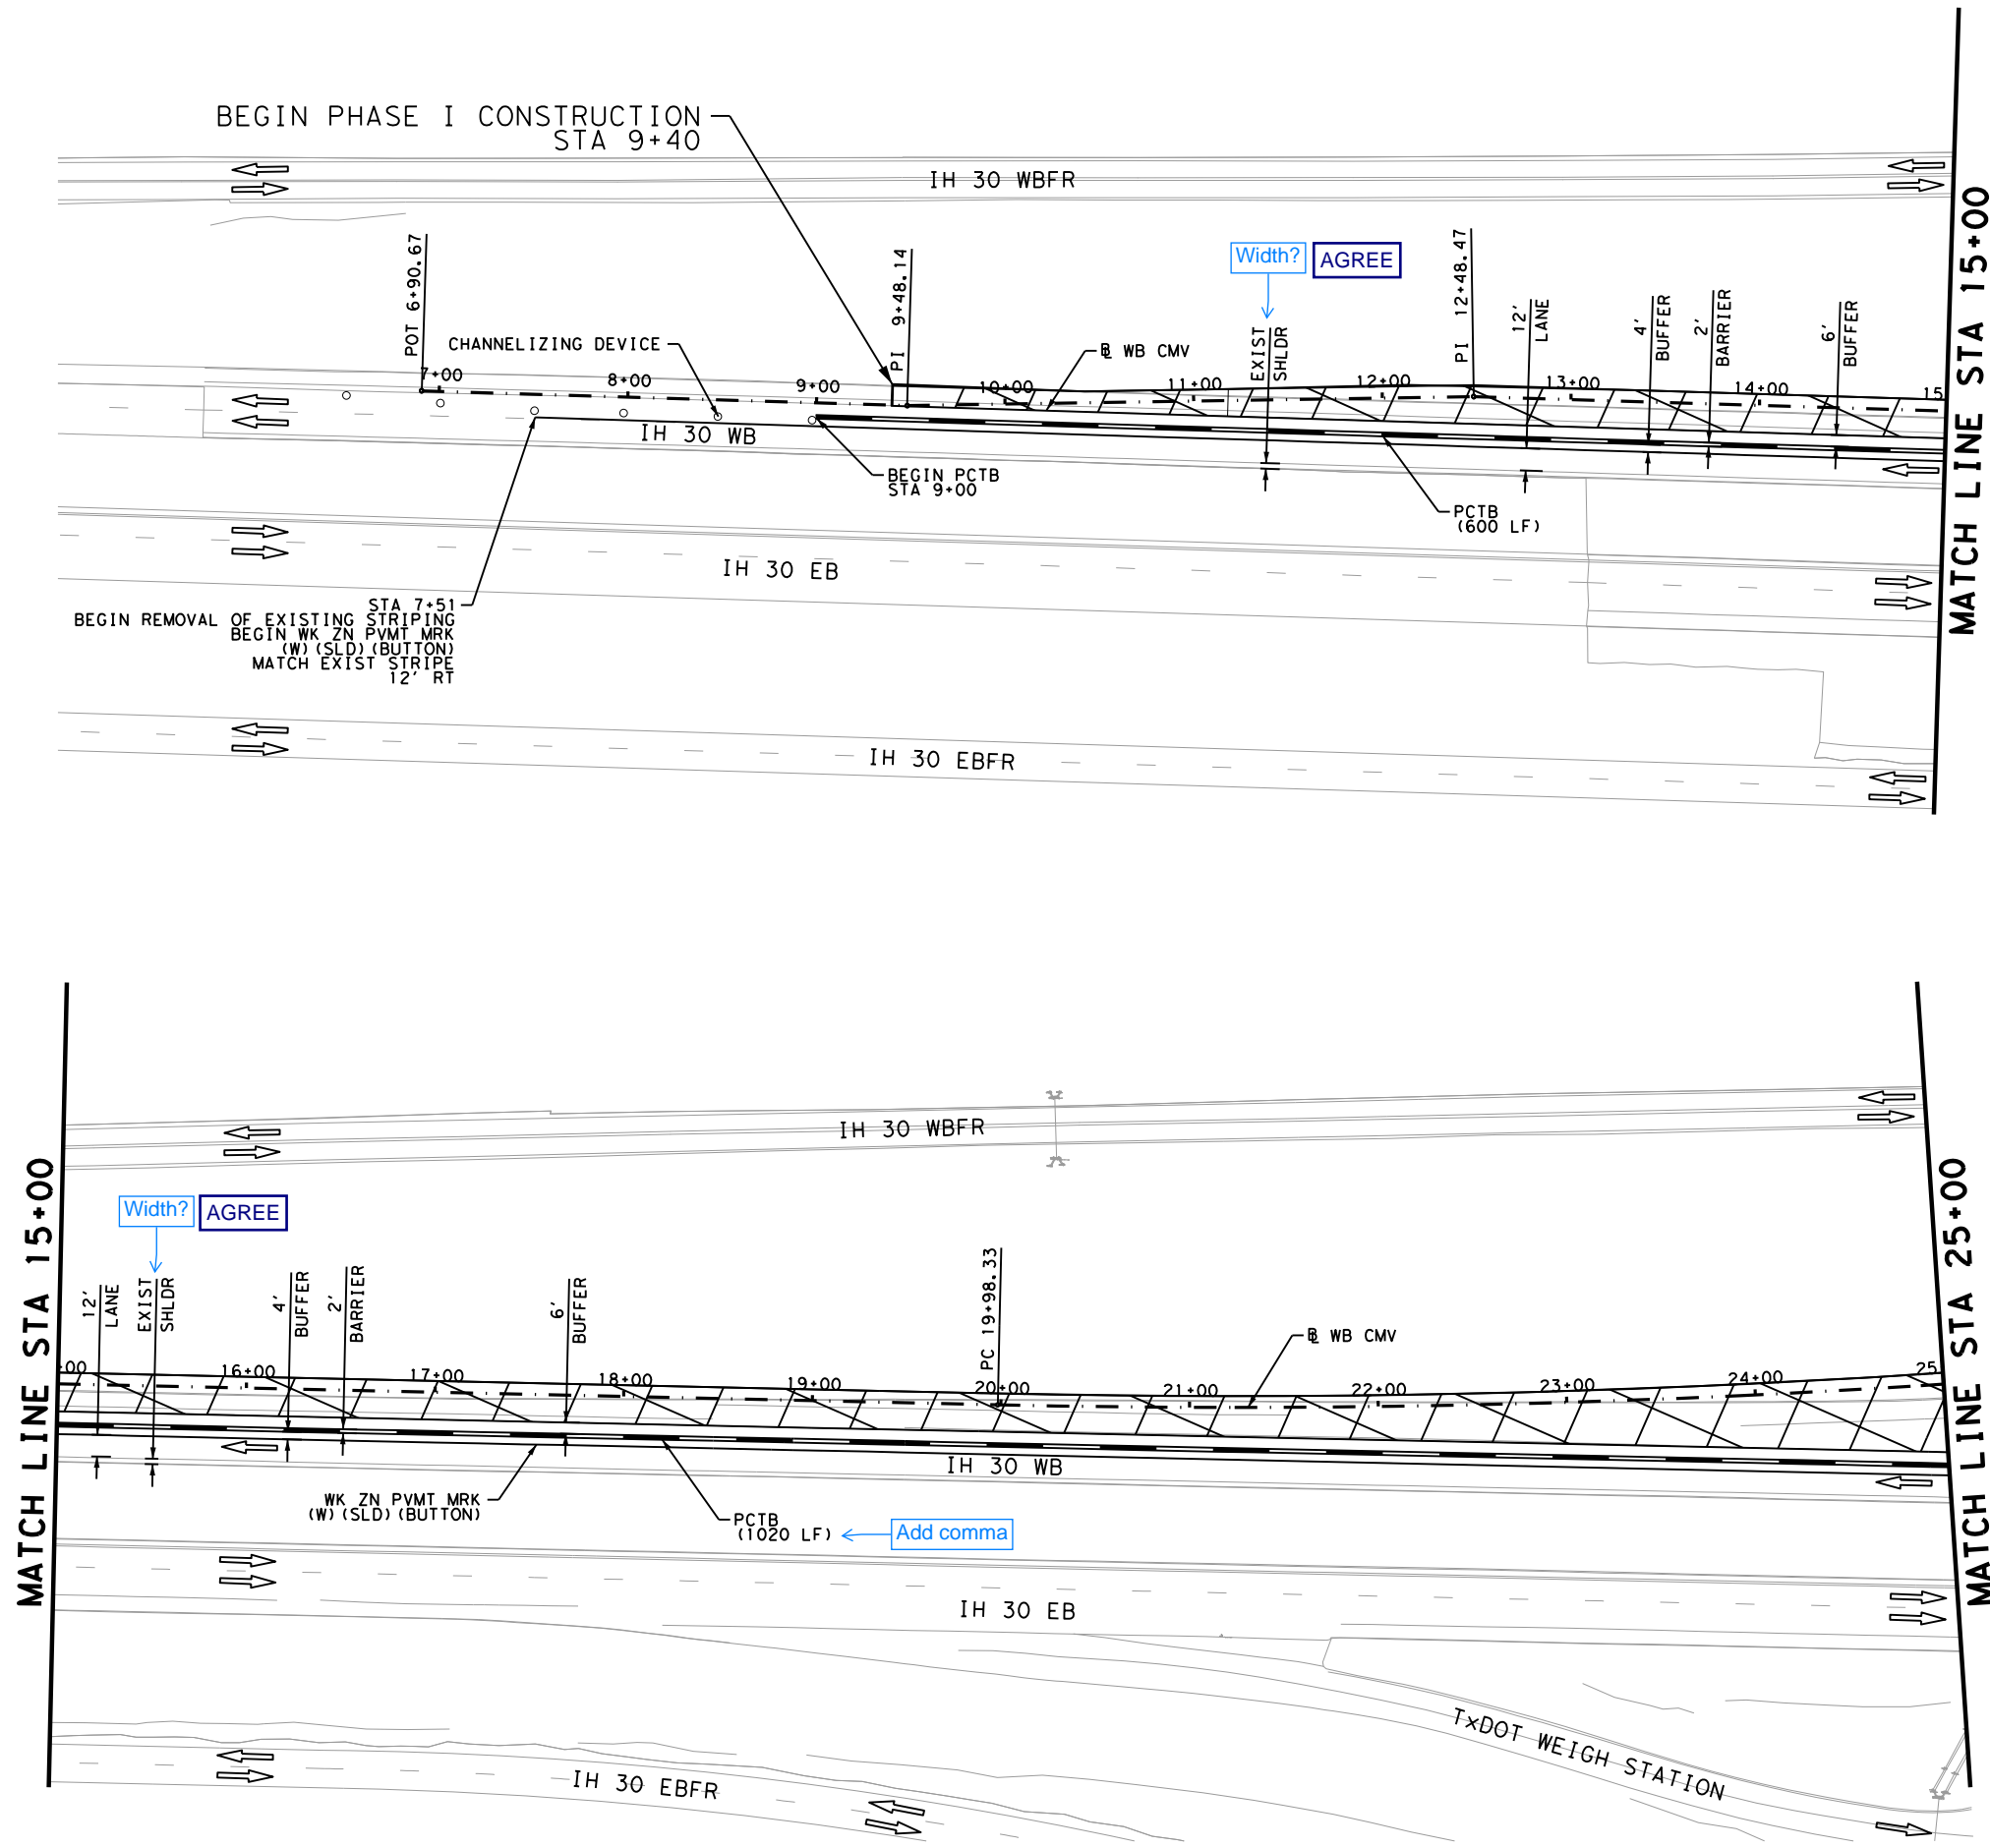 BEGIN PHASE I CONSTRUCTION
STA 9+40
IH 30 WBFR
MATCH LINE STA 15+00
POT 6+90.67
PI 9+48.14
Width?
AGREE
PI 12+48.47
CHANNELIZING DEVICE
BL WB CMV
EXIST
SHLDR
12'
LANE
4'
BUFFER
2'
BARRIER
6'
BUFFER
7+00
8+00
9+00
10+00
11+00
12+00
13+00
14+00
15
IH 30 WB
BEGIN PCTB
STA 9+00
PCTB
(600 LF)
IH 30 EB
STA 7+51
BEGIN REMOVAL OF EXISTING STRIPING
BEGIN WK ZN PVMT MRK
(W)(SLD)(BUTTON)
MATCH EXIST STRIPE
12' RT
IH 30 EBFR
MATCH LINE STA 15+00
IH 30 WBFR
MATCH LINE STA 25+00
Width?
AGREE
12'
LANE
EXIST
SHLDR
4'
BUFFER
2'
BARRIER
6'
BUFFER
PC 19+98.33
BL WB CMV
+00
16+00
17+00
18+00
19+00
20+00
21+00
22+00
23+00
24+00
25
IH 30 WB
WK ZN PVMT MRK
(W)(SLD)(BUTTON)
PCTB
(1020 LF)
Add comma
IH 30 EB
TxDOT WEIGH STATION
IH 30 EBFR